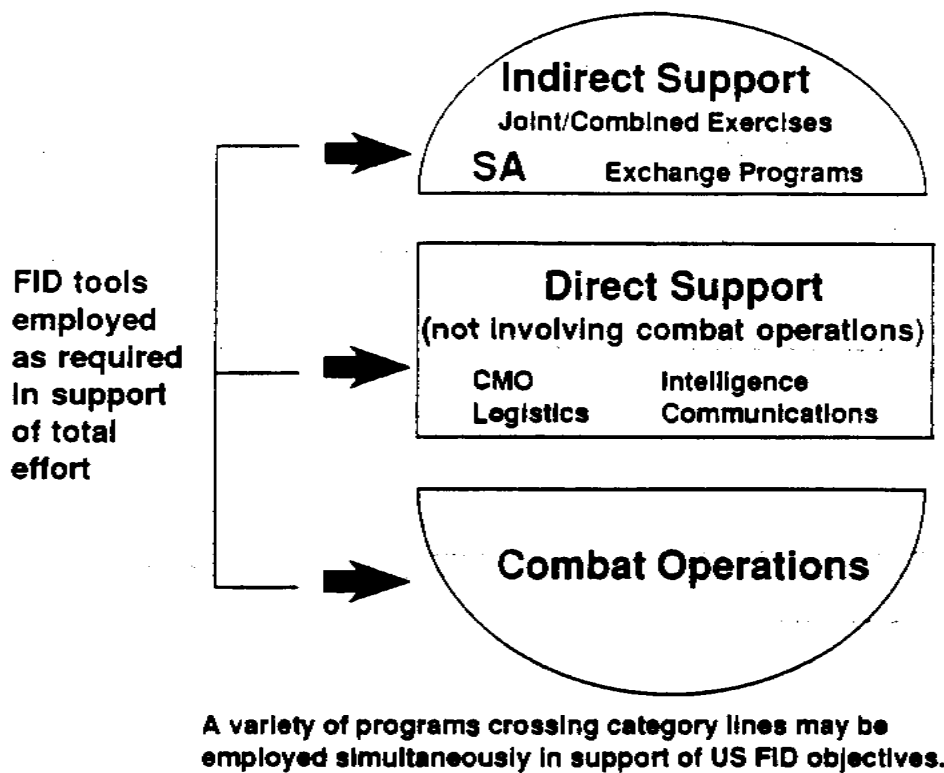 Indirect Support
Joint/Combined Exercises
SA Exchange Programs
FID tools
employed
as required
in support
of total
effort
Direct Support
(not involving combat operations)
CMO Intelligence
Logistics Communications
Combat Operations
A variety of programs crossing category lines may be
employed simultaneously in support of US FID objectives.